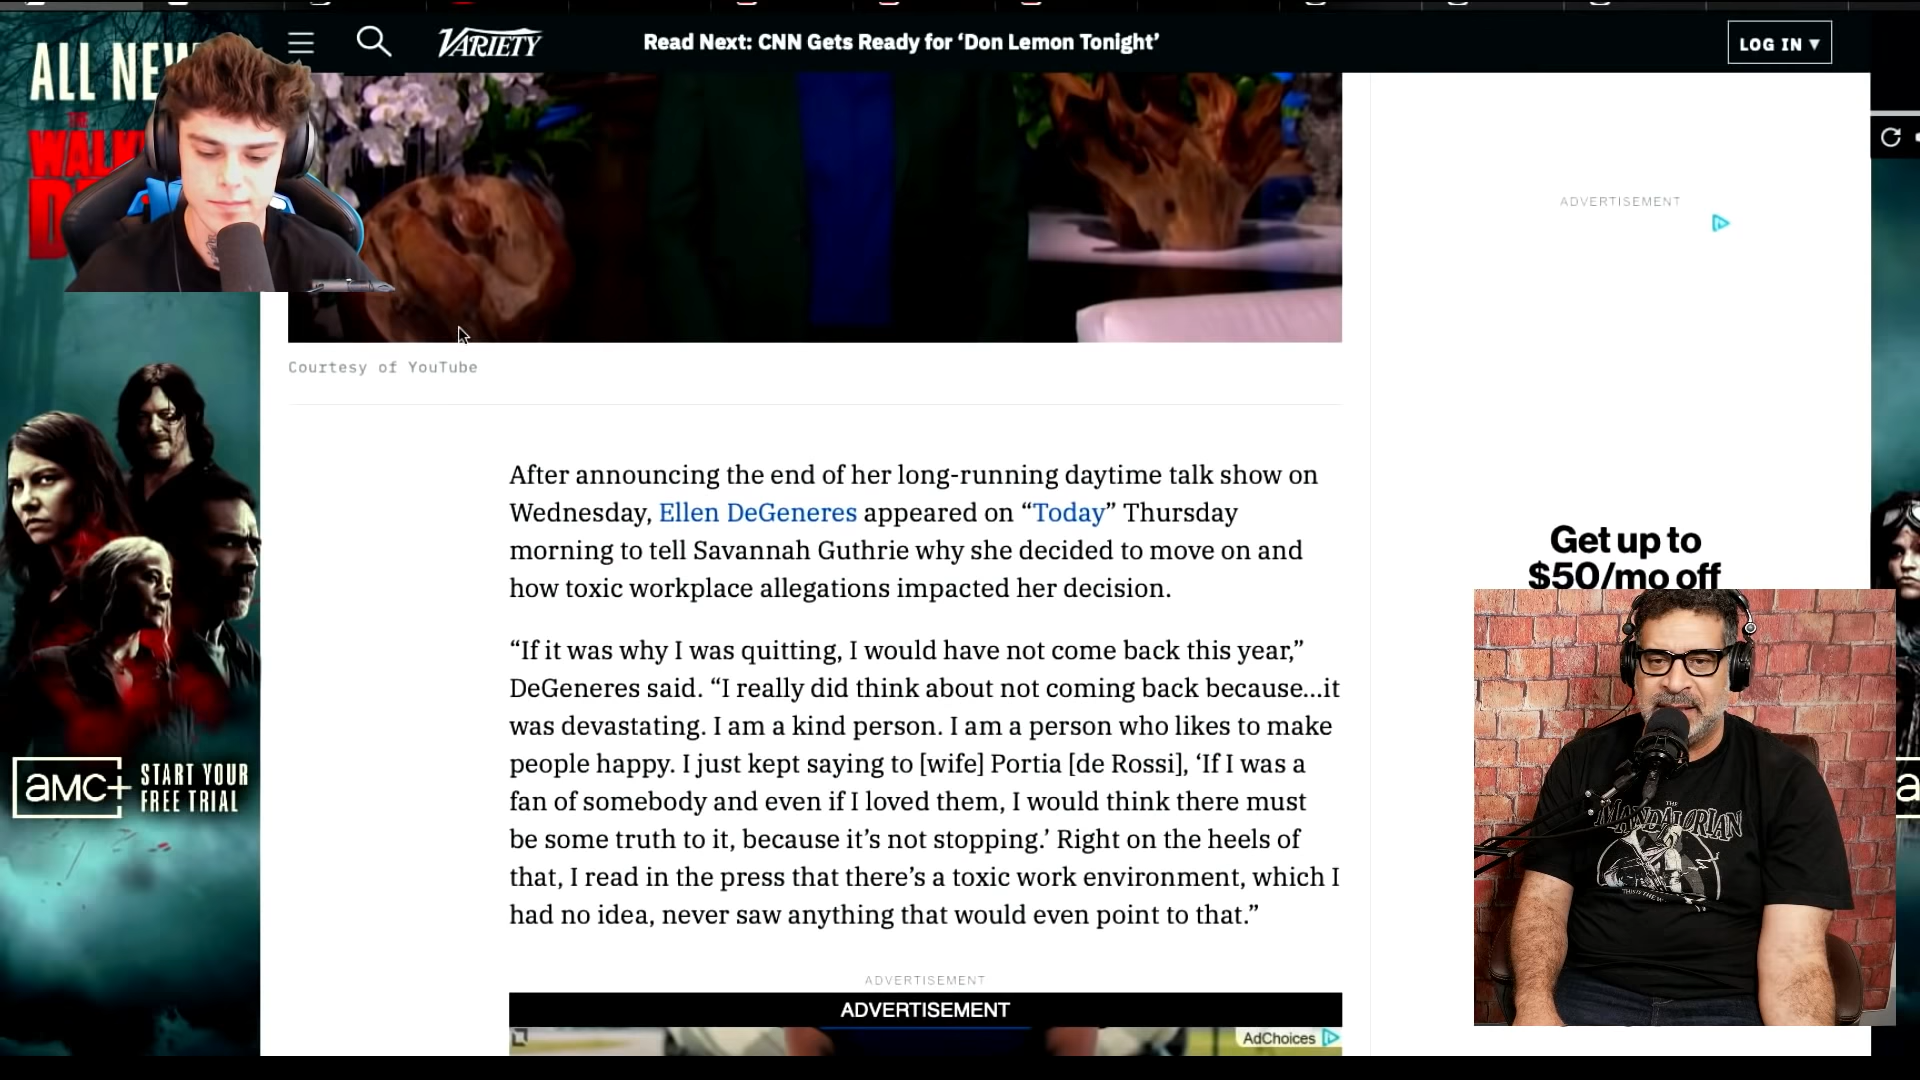 ALL NEW
THE
WALK
D
VARIETY
Read Next: CNN Gets Ready for ‘Don Lemon Tonight’
LOG IN ▼
ADVERTISEMENT
Courtesy of YouTube
After announcing the end of her long-running daytime talk show on
Wednesday, Ellen DeGeneres appeared on “Today” Thursday
morning to tell Savannah Guthrie why she decided to move on and
how toxic workplace allegations impacted her decision.
“If it was why I was quitting, I would have not come back this year,”
DeGeneres said. “I really did think about not coming back because...it
was devastating. I am a kind person. I am a person who likes to make
people happy. I just kept saying to [wife] Portia [de Rossi], ‘If I was a
fan of somebody and even if I loved them, I would think there must
be some truth to it, because it’s not stopping.’ Right on the heels of
that, I read in the press that there’s a toxic work environment, which I
had no idea, never saw anything that would even point to that.”
Get up to
$50/mo off
amc+
START YOUR
FREE TRIAL
a
THE
MANDALORIAN
ADVERTISEMENT
ADVERTISEMENT
AdChoices